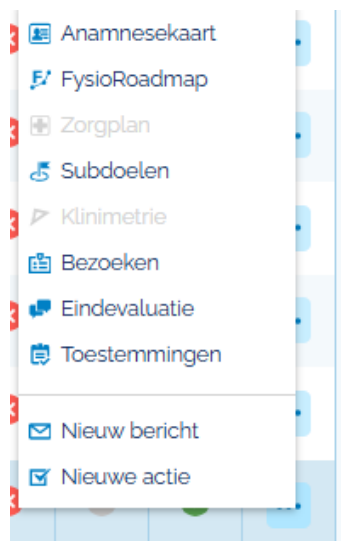 Anamnesekaart
FysioRoadmap
Zorgplan
Subdoelen
Klinimetrie
Bezoeken
Eindevaluatie
Toestemmingen
Nieuw bericht
Nieuwe actie